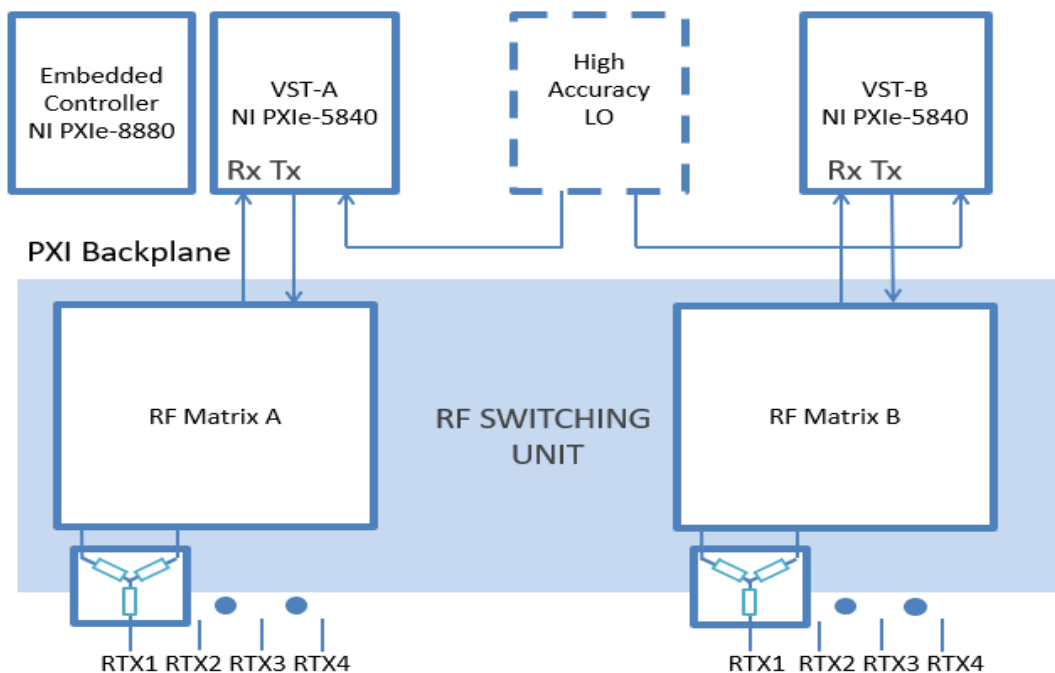 Embedded
Controller
NI PXIe-8880
VST-A
NI PXIe-5840
Rx Tx
High
Accuracy
LO
VST-B
NI PXIe-5840
Rx Tx
PXI Backplane
RF Matrix A
RF SWITCHING
UNIT
RF Matrix B
RTX1 RTX2 RTX3 RTX4
RTX1 RTX2 RTX3 RTX4